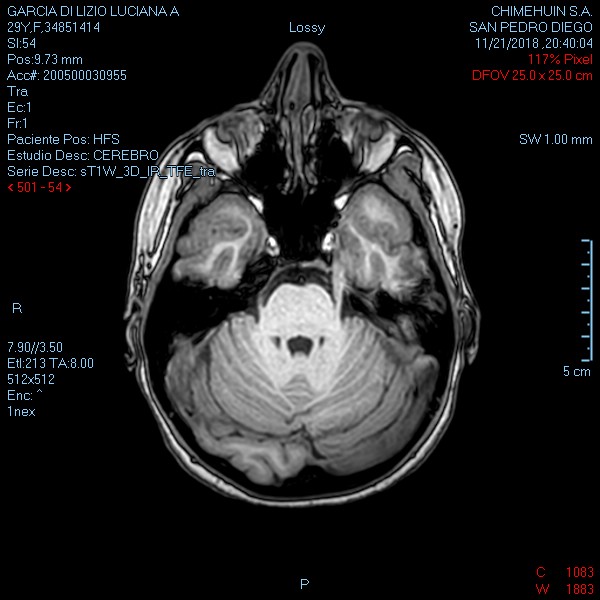 GARCIA DI LIZIO LUCIANA A
29Y,F,34851414
Sl:54
Pos:9.73 mm
Acc#: 200500030955
Tra
Ec:1
Fr:1
Paciente Pos: HFS
Estudio Desc: CEREBRO
Serie Desc: sT1W_3D_IR_TFE_tra
< 501 - 54 >
Lossy
CHIMEHUIN S.A.
SAN PEDRO DIEGO
11/21/2018 ,20:40:04
117% Pixel
DFOV 25.0 x 25.0 cm
SW 1.00 mm
R
7.90//3.50
Etl:213 TA:8.00
512x512
Enc: ^
1nex
5 cm
P
C 1083
W 1883